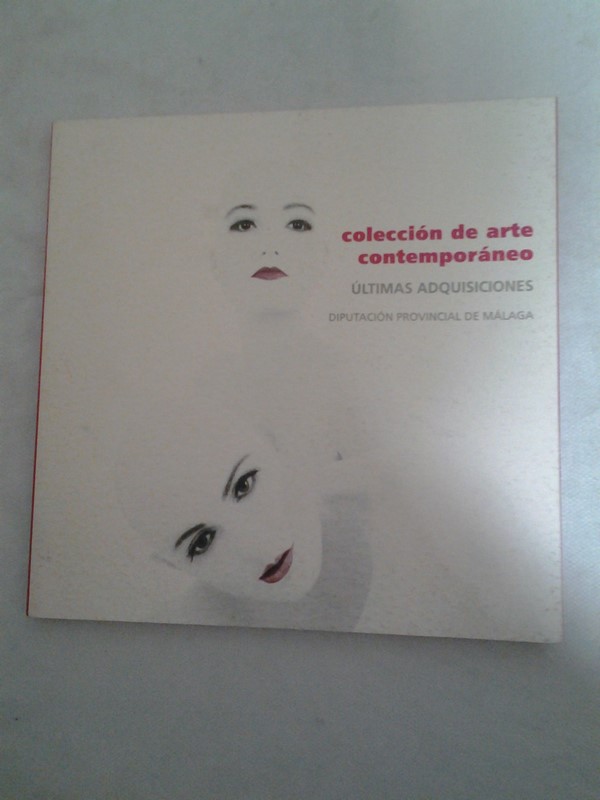 colección de arte
contemporáneo
ÚLTIMAS ADQUISICIONES
DIPUTACIÓN PROVINCIAL DE MÁLAGA